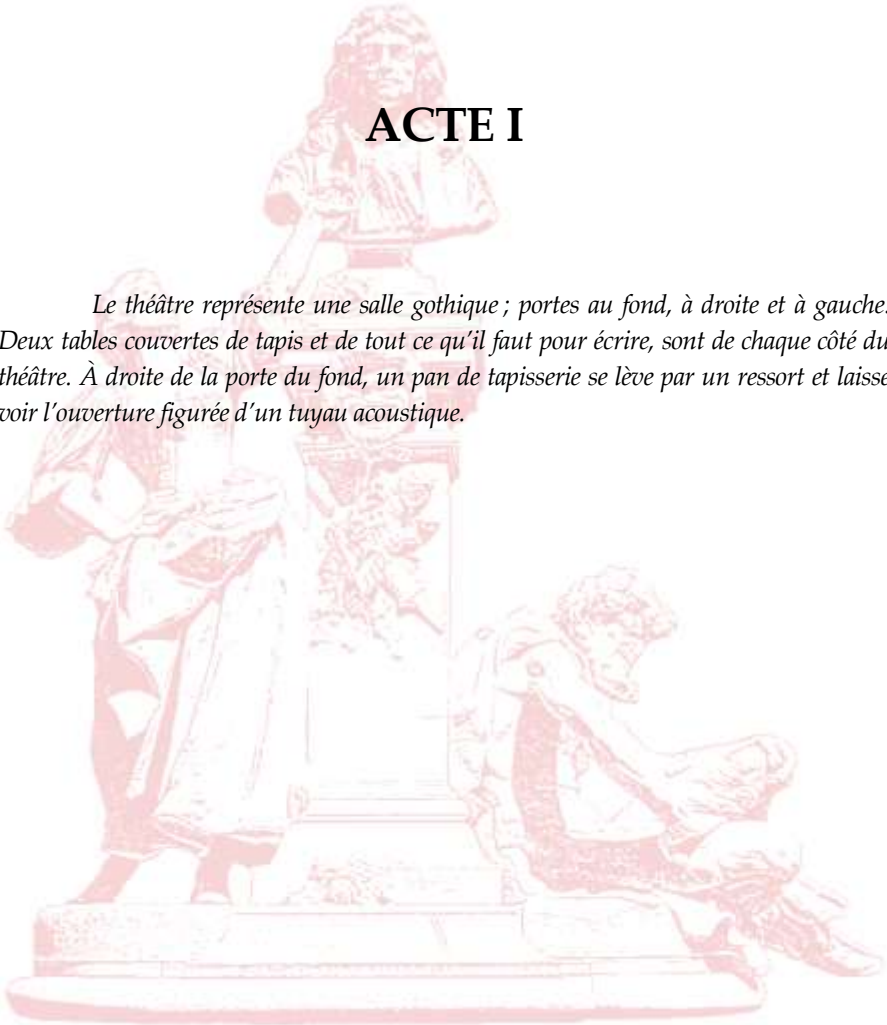 ACTE I
Le théâtre représente une salle gothique ; portes au fond, à droite et à gauche.
Deux tables couvertes de tapis et de tout ce qu’il faut pour écrire, sont de chaque côté du
théâtre. À droite de la porte du fond, un pan de tapisserie se lève par un ressort et laisse
voir l’ouverture figurée d’un tuyau acoustique.